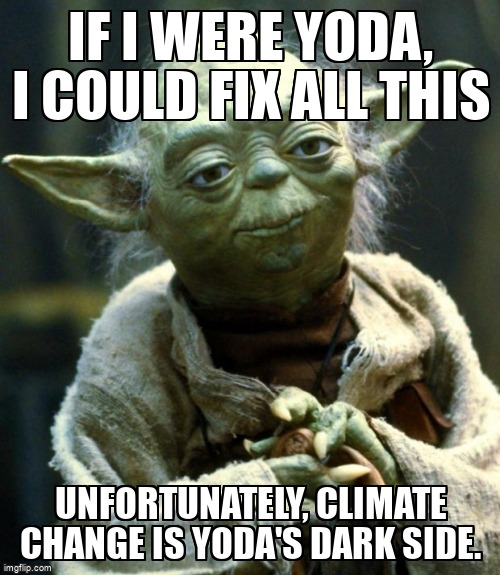 IF I WERE YODA,
I COULD FIX ALL THIS
UNFORTUNATELY, CLIMATE
CHANGE IS YODA'S DARK SIDE.
imgflip.com